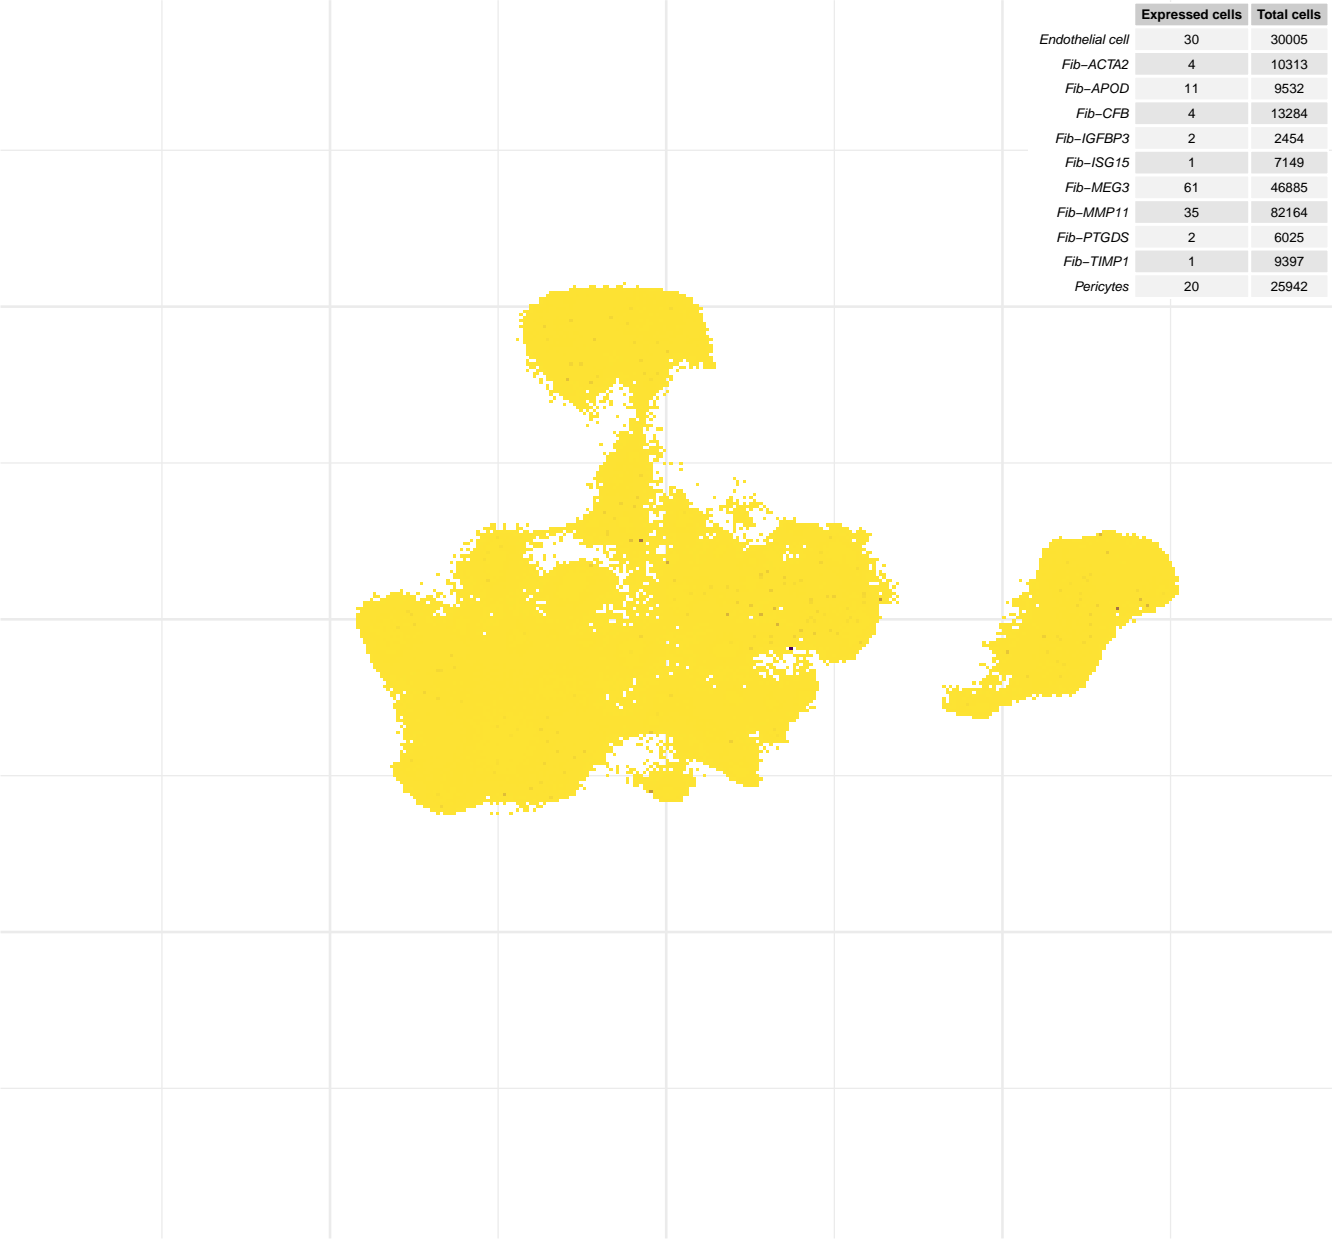 Expressed cells Total cells
Endothelial cell 30 30005
Fib−ACTA2 4 10313
Fib−APOD 11 9532
Fib−CFB 4 13284
Fib−IGFBP3 2 2454
Fib−ISG15 1 7149
Fib−MEG3 61 46885
Fib−MMP11 35 82164
Fib−PTGDS 2 6025
Fib−TIMP1 1 9397
Pericytes 20 25942